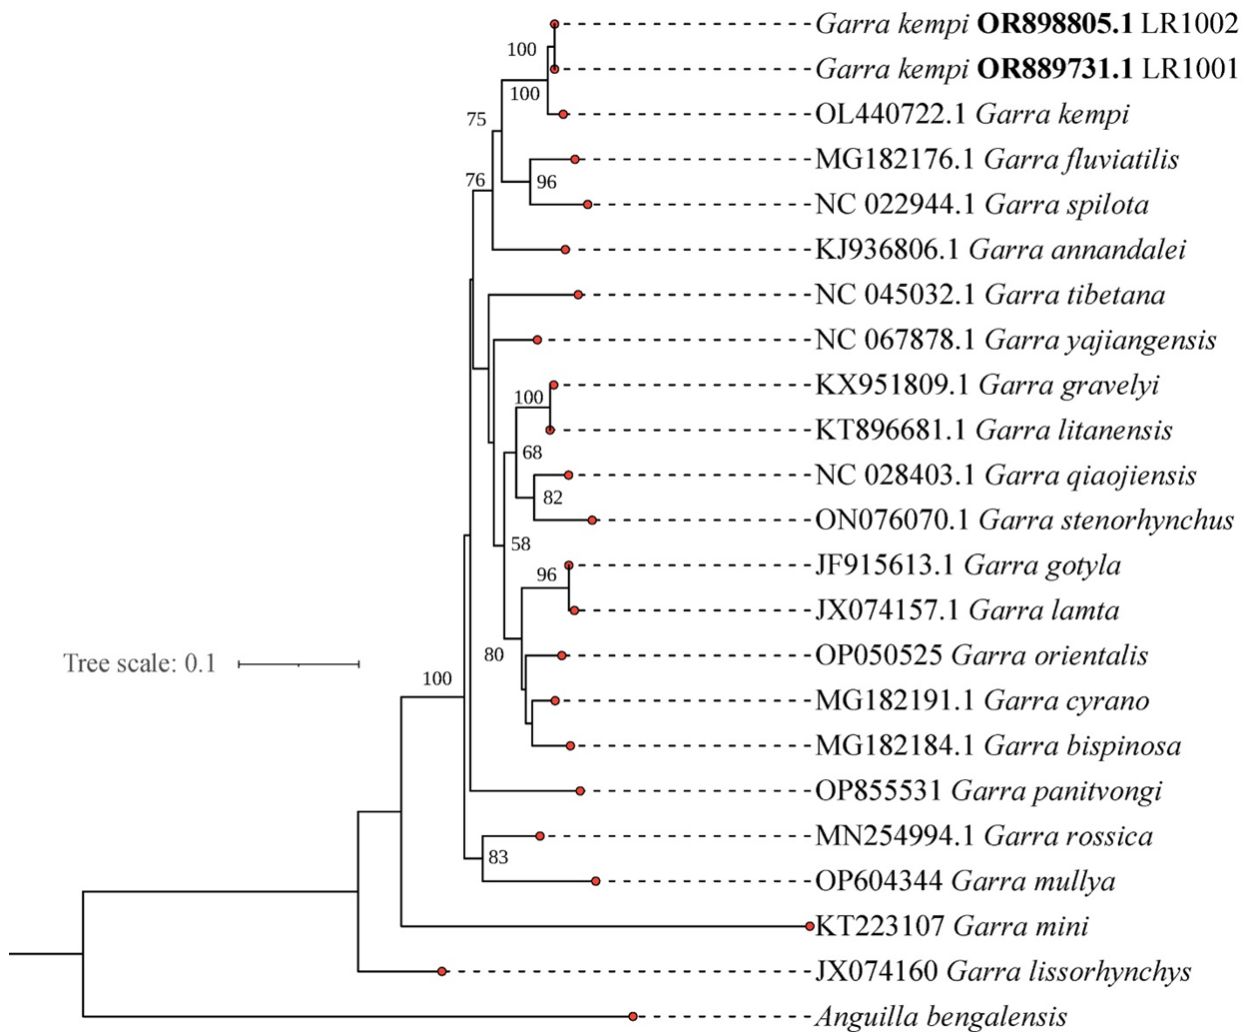 Garra kempi OR898805.1 LR1002
100
Garra kempi OR889731.1 LR1001
100
OL440722.1 Garra kempi
75
MG182176.1 Garra fluviatilis
76
96
NC 022944.1 Garra spilota
KJ936806.1 Garra annandalei
NC 045032.1 Garra tibetana
NC 067878.1 Garra yajiangensis
KX951809.1 Garra gravelyi
100
KT896681.1 Garra litanensis
68
NC 028403.1 Garra qiaojiensis
82
ON076070.1 Garra stenorhynchus
58
JF915613.1 Garra gotyla
96
JX074157.1 Garra lamta
80
OP050525 Garra orientalis
Tree scale: 0.1
100
MG182191.1 Garra cyrano
MG182184.1 Garra bispinosa
OP855531 Garra panitvongi
MN254994.1 Garra rossica
83
OP604344 Garra mullya
KT223107 Garra mini
JX074160 Garra lissorhynchys
Anguilla bengalensis